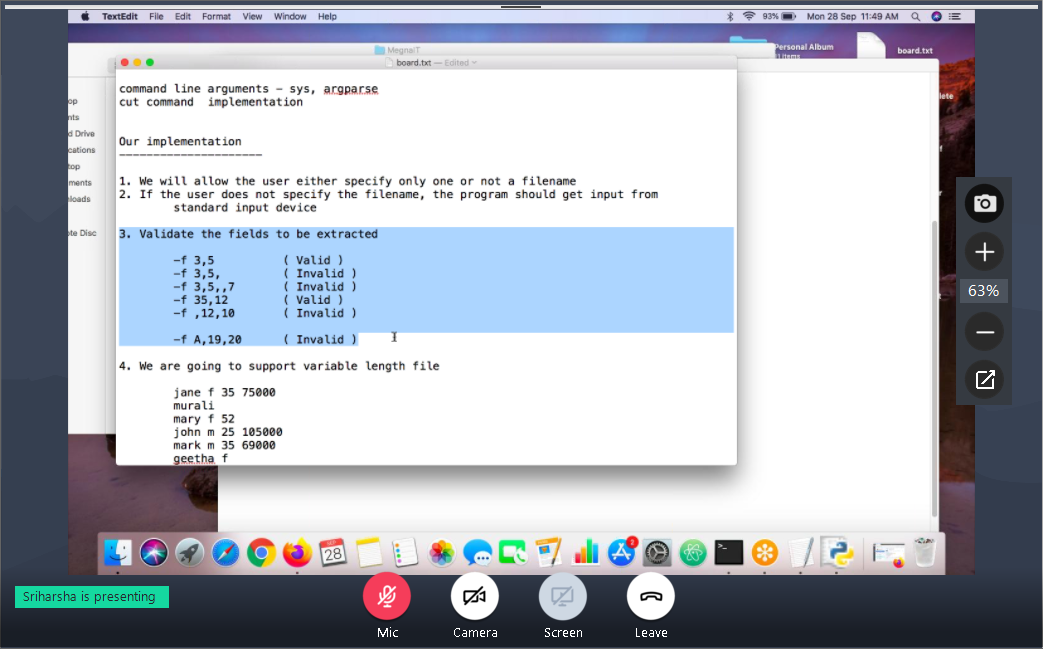 TextEdit File Edit Format View Window Help 93% Mon 28 Sep 11:49 AM
MegnaiT
Personal Album
board.txt
11 items
board.txt — Edited
command line arguments – sys, argparse
cut command implementation
Our implementation
---------------------
1. We will allow the user either specify only one or not a filename
2. If the user does not specify the filename, the program should get input from
standard input device
3. Validate the fields to be extracted
-f 3,5 ( Valid )
-f 3,5, ( Invalid )
-f 3,5,,7 ( Invalid )
-f 35,12 ( Valid )
-f ,12,10 ( Invalid )
-f A,19,20 ( Invalid )
4. We are going to support variable length file
jane f 35 75000
murali
mary f 52
john m 25 105000
mark m 35 69000
geetha f
op
nts
d Drive
cations
top
ments
nloads
ote Disc
lete
63%
SEP
28
2
Sriharsha is presenting
Mic Camera Screen Leave